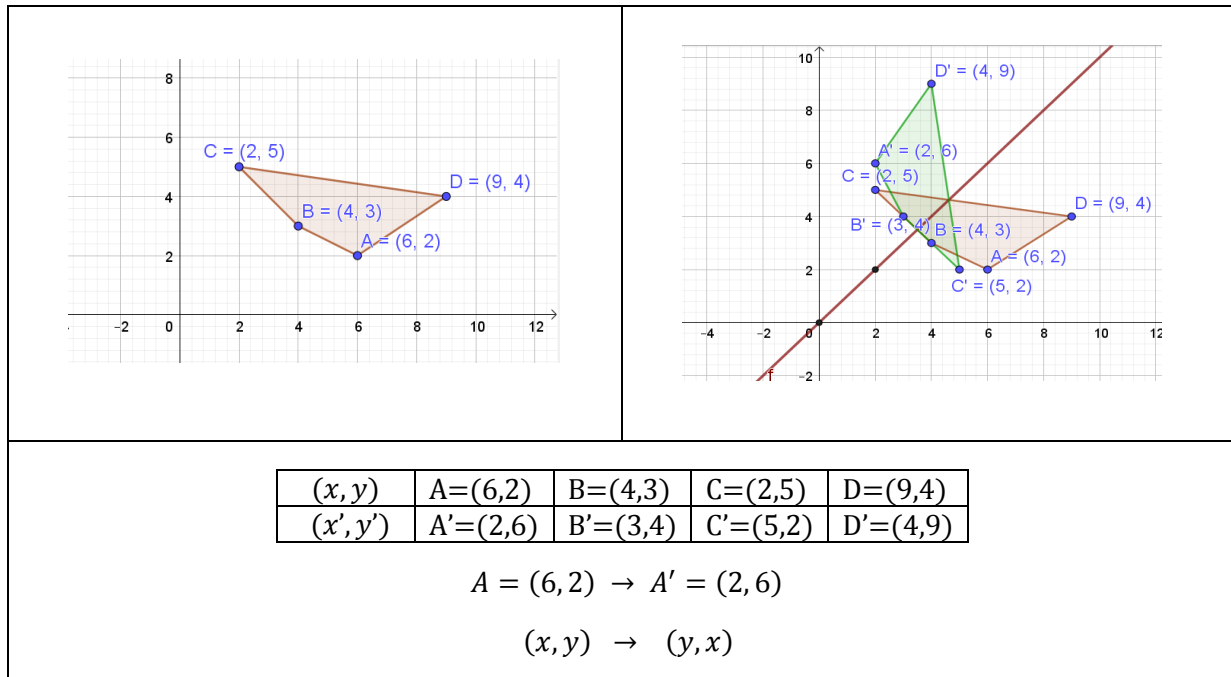 8
6
C = (2, 5)
D = (9, 4)
4
B = (4, 3)
A = (6, 2)
2
−2 0 2 4 6 8 10 12
10
D' = (4, 9)
8
A' = (2, 6)
6
C = (2, 5)
D = (9, 4)
4
B' = (3, 4) B = (4, 3)
A = (6, 2)
2
C' = (5, 2)
−4 −2 0 2 4 6 8 10 12
f
−2
(x, y) A=(6,2) B=(4,3) C=(2,5) D=(9,4)
(x', y') A’=(2,6) B’=(3,4) C’=(5,2) D’=(4,9)
A = (6, 2) → A′ = (2, 6)
(x, y) → (y, x)